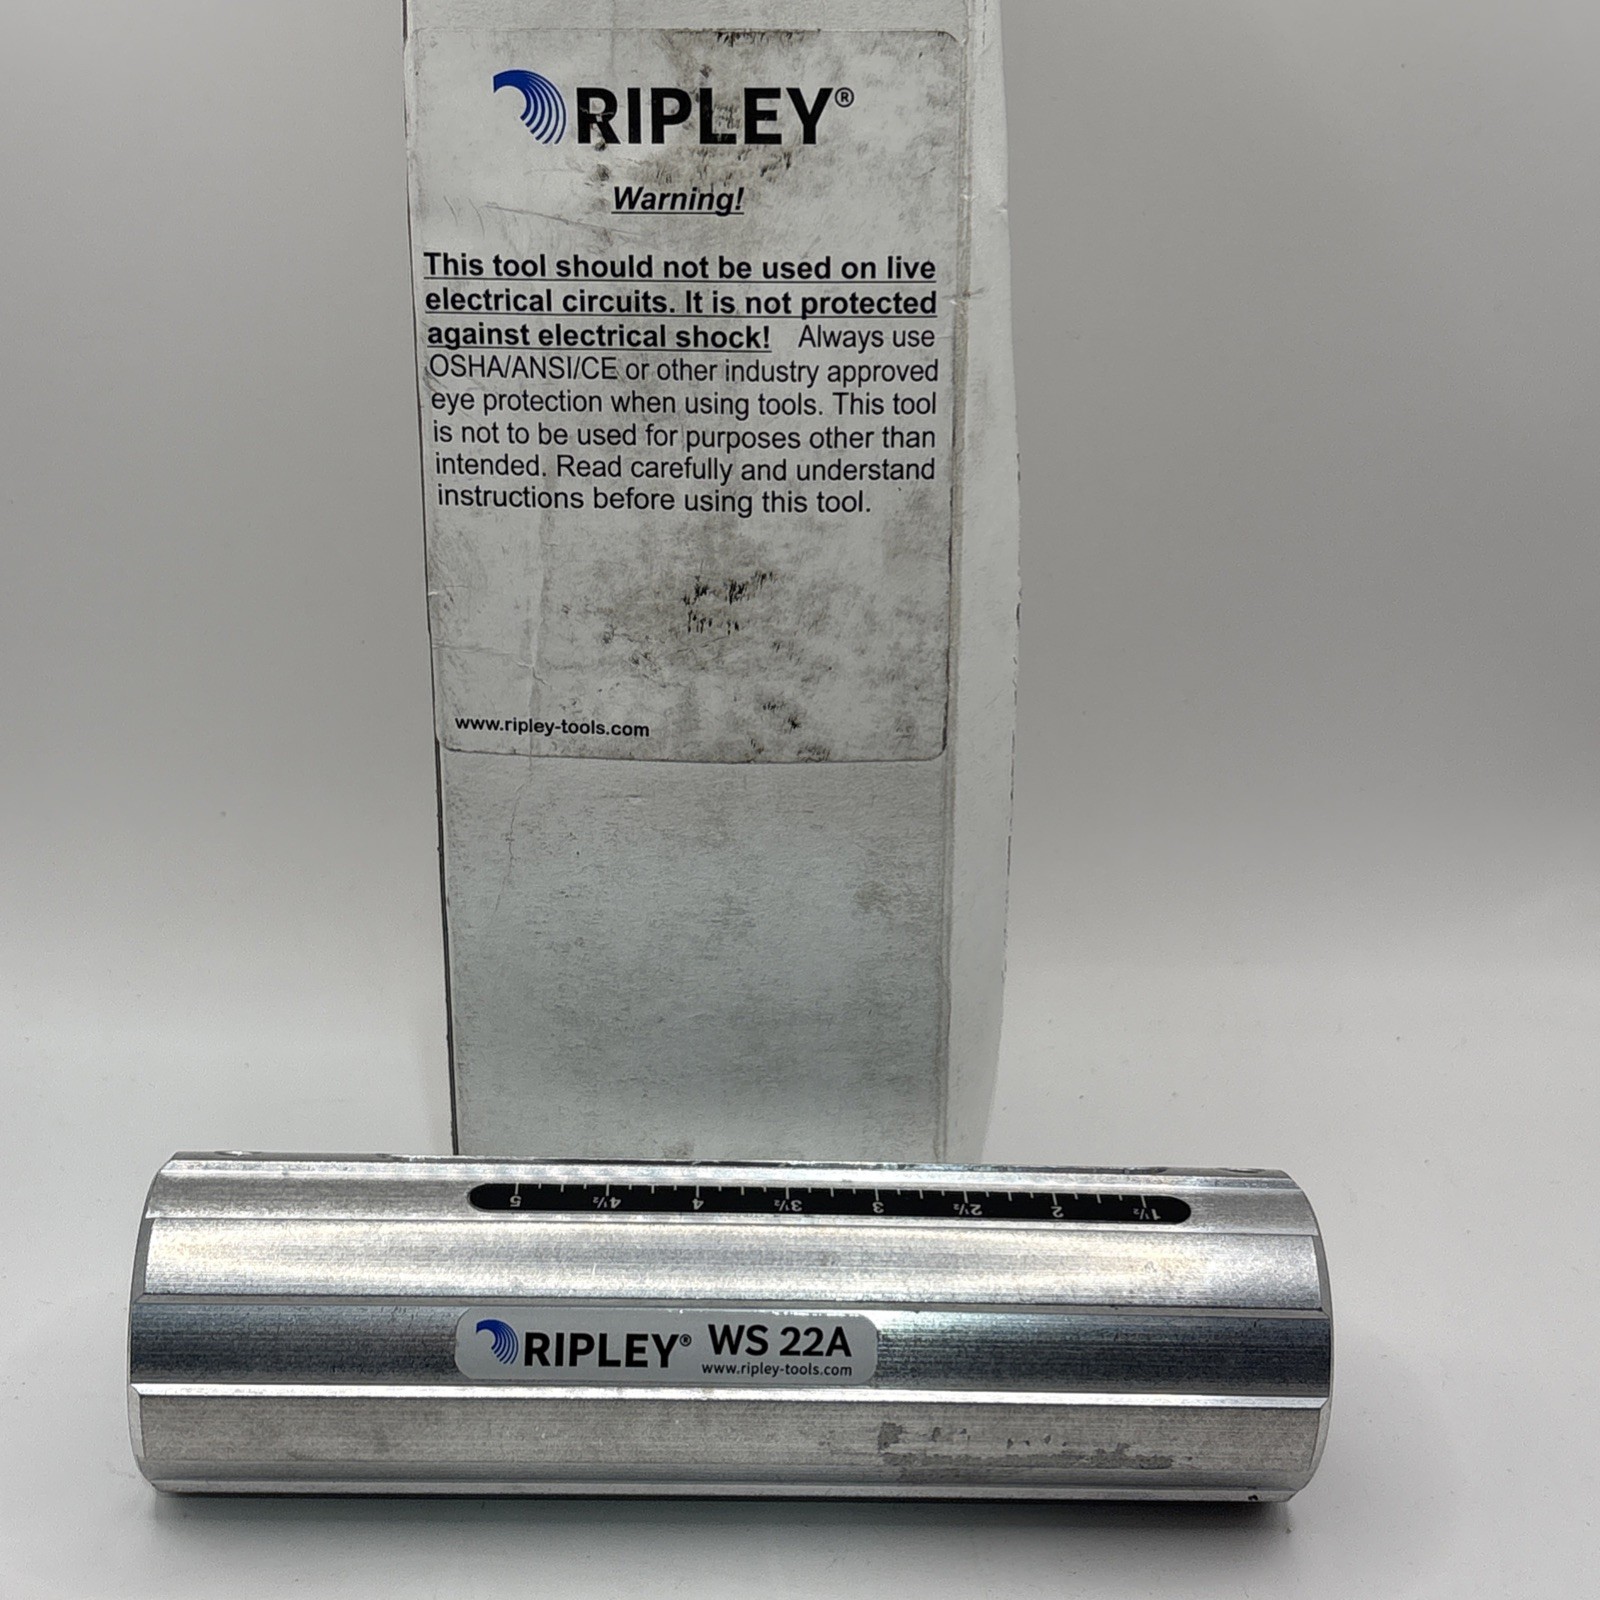 RIPLEY®
Warning!
This tool should not be used on live
electrical circuits. It is not protected
against electrical shock! Always use
OSHA/ANSI/CE or other industry approved
eye protection when using tools. This tool
is not to be used for purposes other than
intended. Read carefully and understand
instructions before using this tool.
www.ripley-tools.com
5 4½ 4 3½ 3 2½ 2 1½
RIPLEY® WS 22A
www.ripley-tools.com